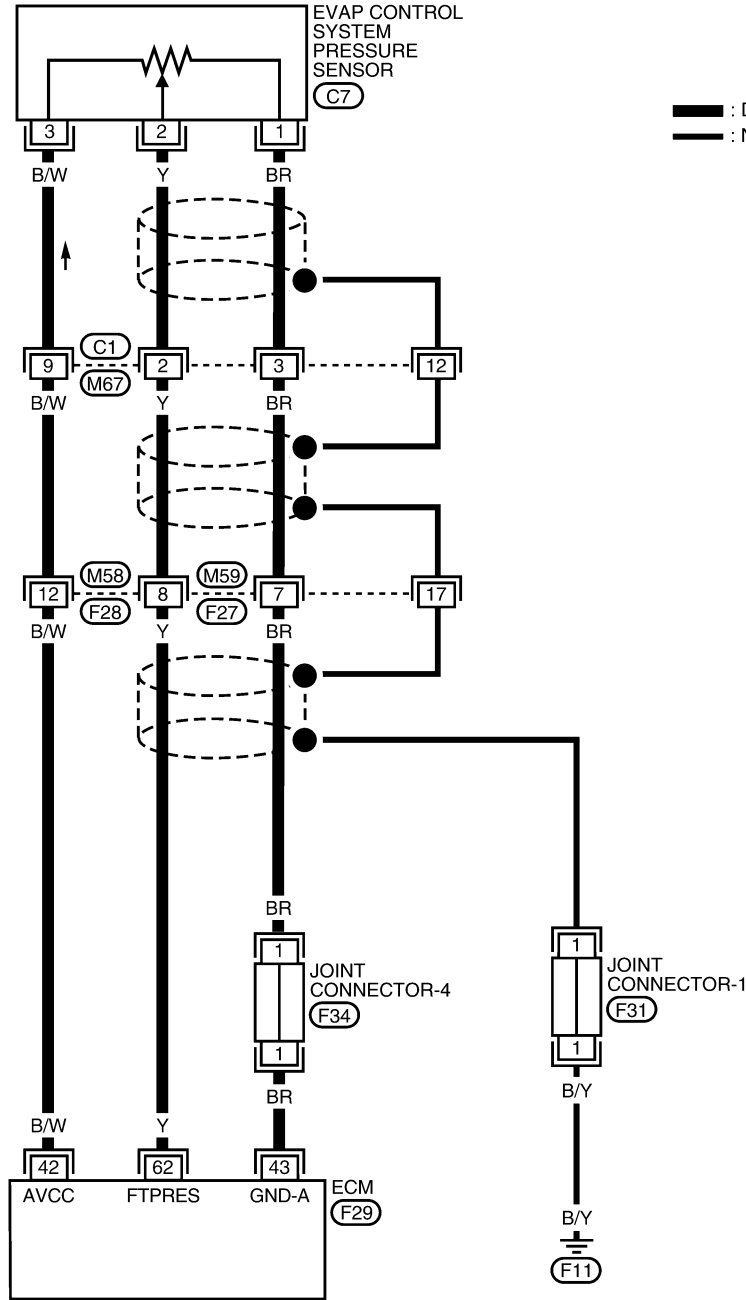 EVAP CONTROL
SYSTEM
PRESSURE
SENSOR
C7
: D
: N
3 2 1
B/W Y BR
C1
9 2 3 12
M67
B/W Y BR
M58 M59
12 8 7 17
F28 F27
B/W Y BR
BR
1
JOINT
CONNECTOR-4
F34
1
BR
1
JOINT
CONNECTOR-1
F31
1
B/Y
B/W Y
42 62 43
AVCC FTPRES GND-A
ECM
F29
B/Y
F11